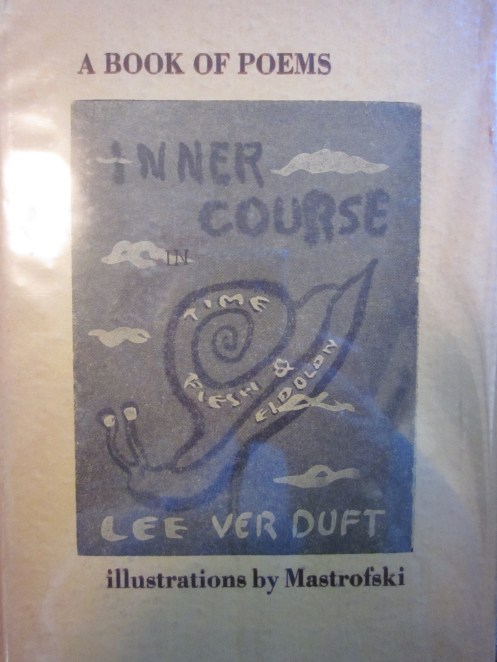 A BOOK OF POEMS
INNER
COURSE
IN
TIME
FLESH &
EIDOLON
LEE VER DUFT
illustrations by Mastrofski